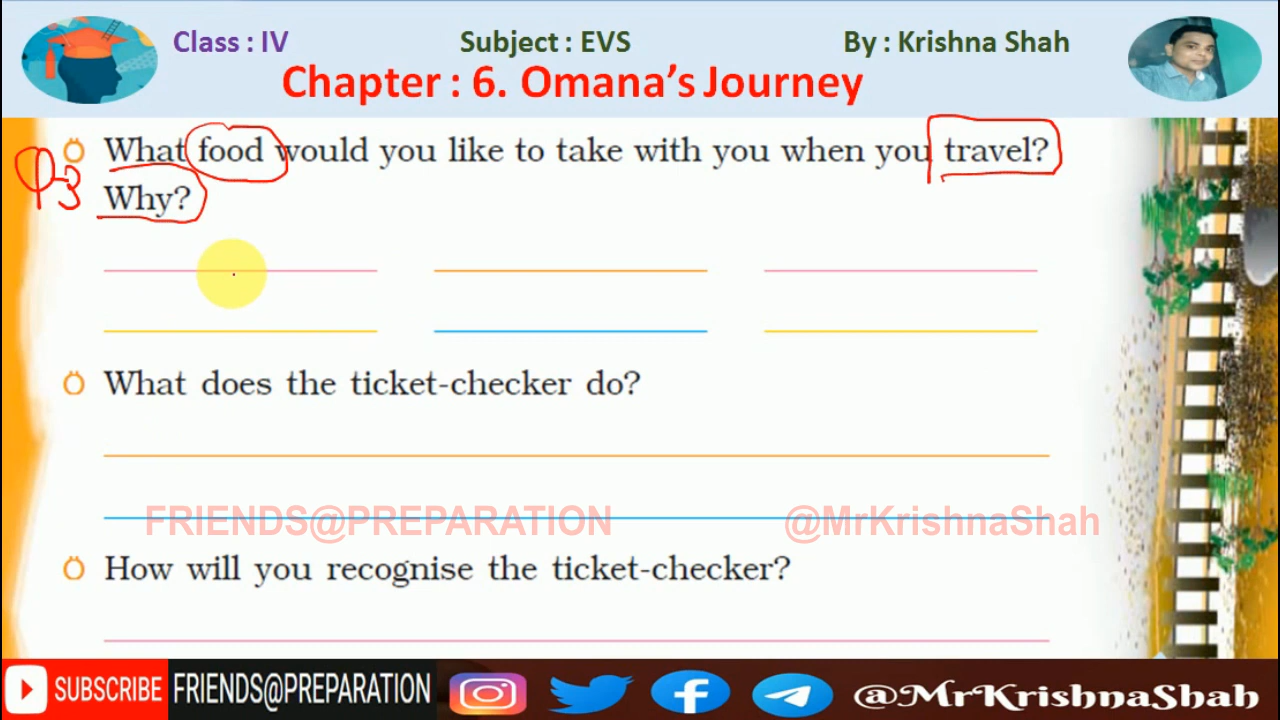 Class : IV
Subject : EVS
By : Krishna Shah
Chapter : 6. Omana's Journey
Q3
What food would you like to take with you when you travel?
Why?
What does the ticket-checker do?
FRIENDS@PREPARATION
@MrKrishnaShah
How will you recognise the ticket-checker?
SUBSCRIBE
FRIENDS@PREPARATION
@MrKrishnaShah